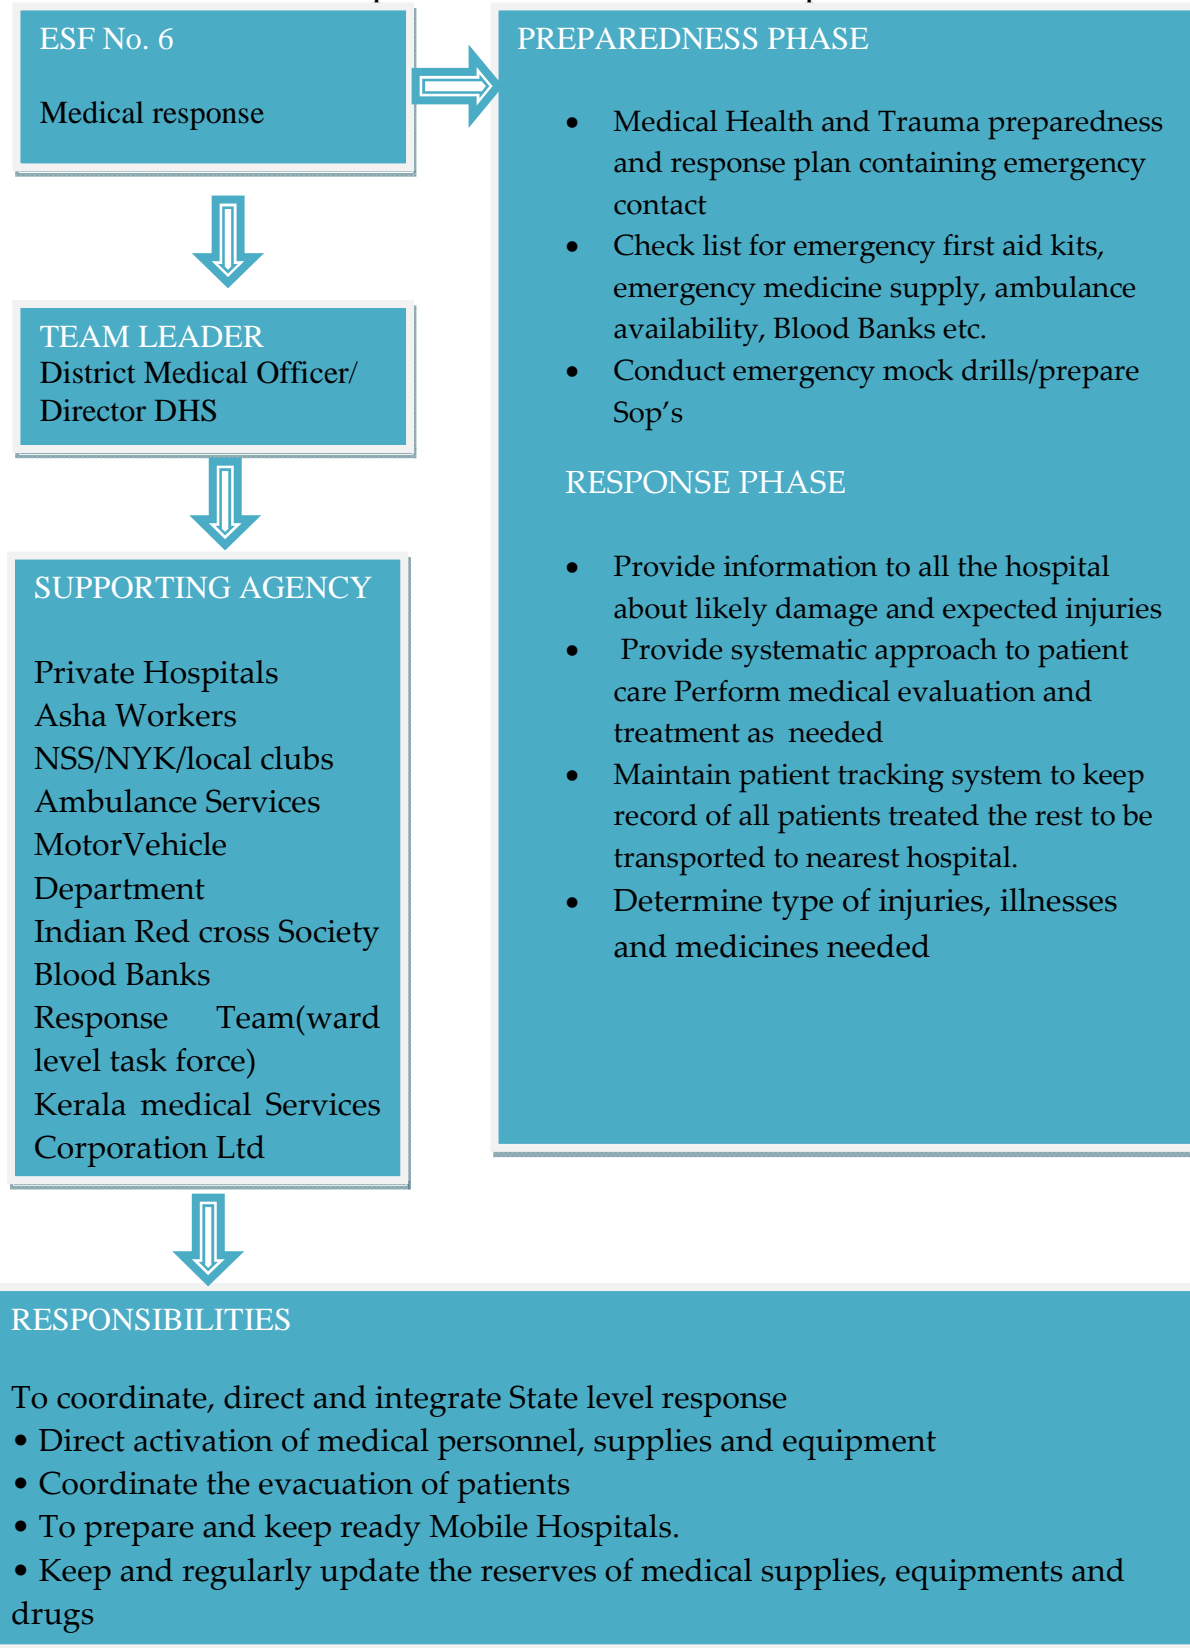 ESF No. 6
Medical response
TEAM LEADER
District Medical Officer/
Director DHS
SUPPORTING AGENCY
Private Hospitals
Asha Workers
NSS/NYK/local clubs
Ambulance Services
MotorVehicle
Department
Indian Red cross Society
Blood Banks
Response Team(ward
level task force)
Kerala medical Services
Corporation Ltd
PREPAREDNESS PHASE
• Medical Health and Trauma preparedness
and response plan containing emergency
contact
• Check list for emergency first aid kits,
emergency medicine supply, ambulance
availability, Blood Banks etc.
• Conduct emergency mock drills/prepare
Sop’s
RESPONSE PHASE
• Provide information to all the hospital
about likely damage and expected injuries
• Provide systematic approach to patient
care Perform medical evaluation and
treatment as needed
• Maintain patient tracking system to keep
record of all patients treated the rest to be
transported to nearest hospital.
• Determine type of injuries, illnesses
and medicines needed
RESPONSIBILITIES
To coordinate, direct and integrate State level response
• Direct activation of medical personnel, supplies and equipment
• Coordinate the evacuation of patients
• To prepare and keep ready Mobile Hospitals.
• Keep and regularly update the reserves of medical supplies, equipments and
drugs